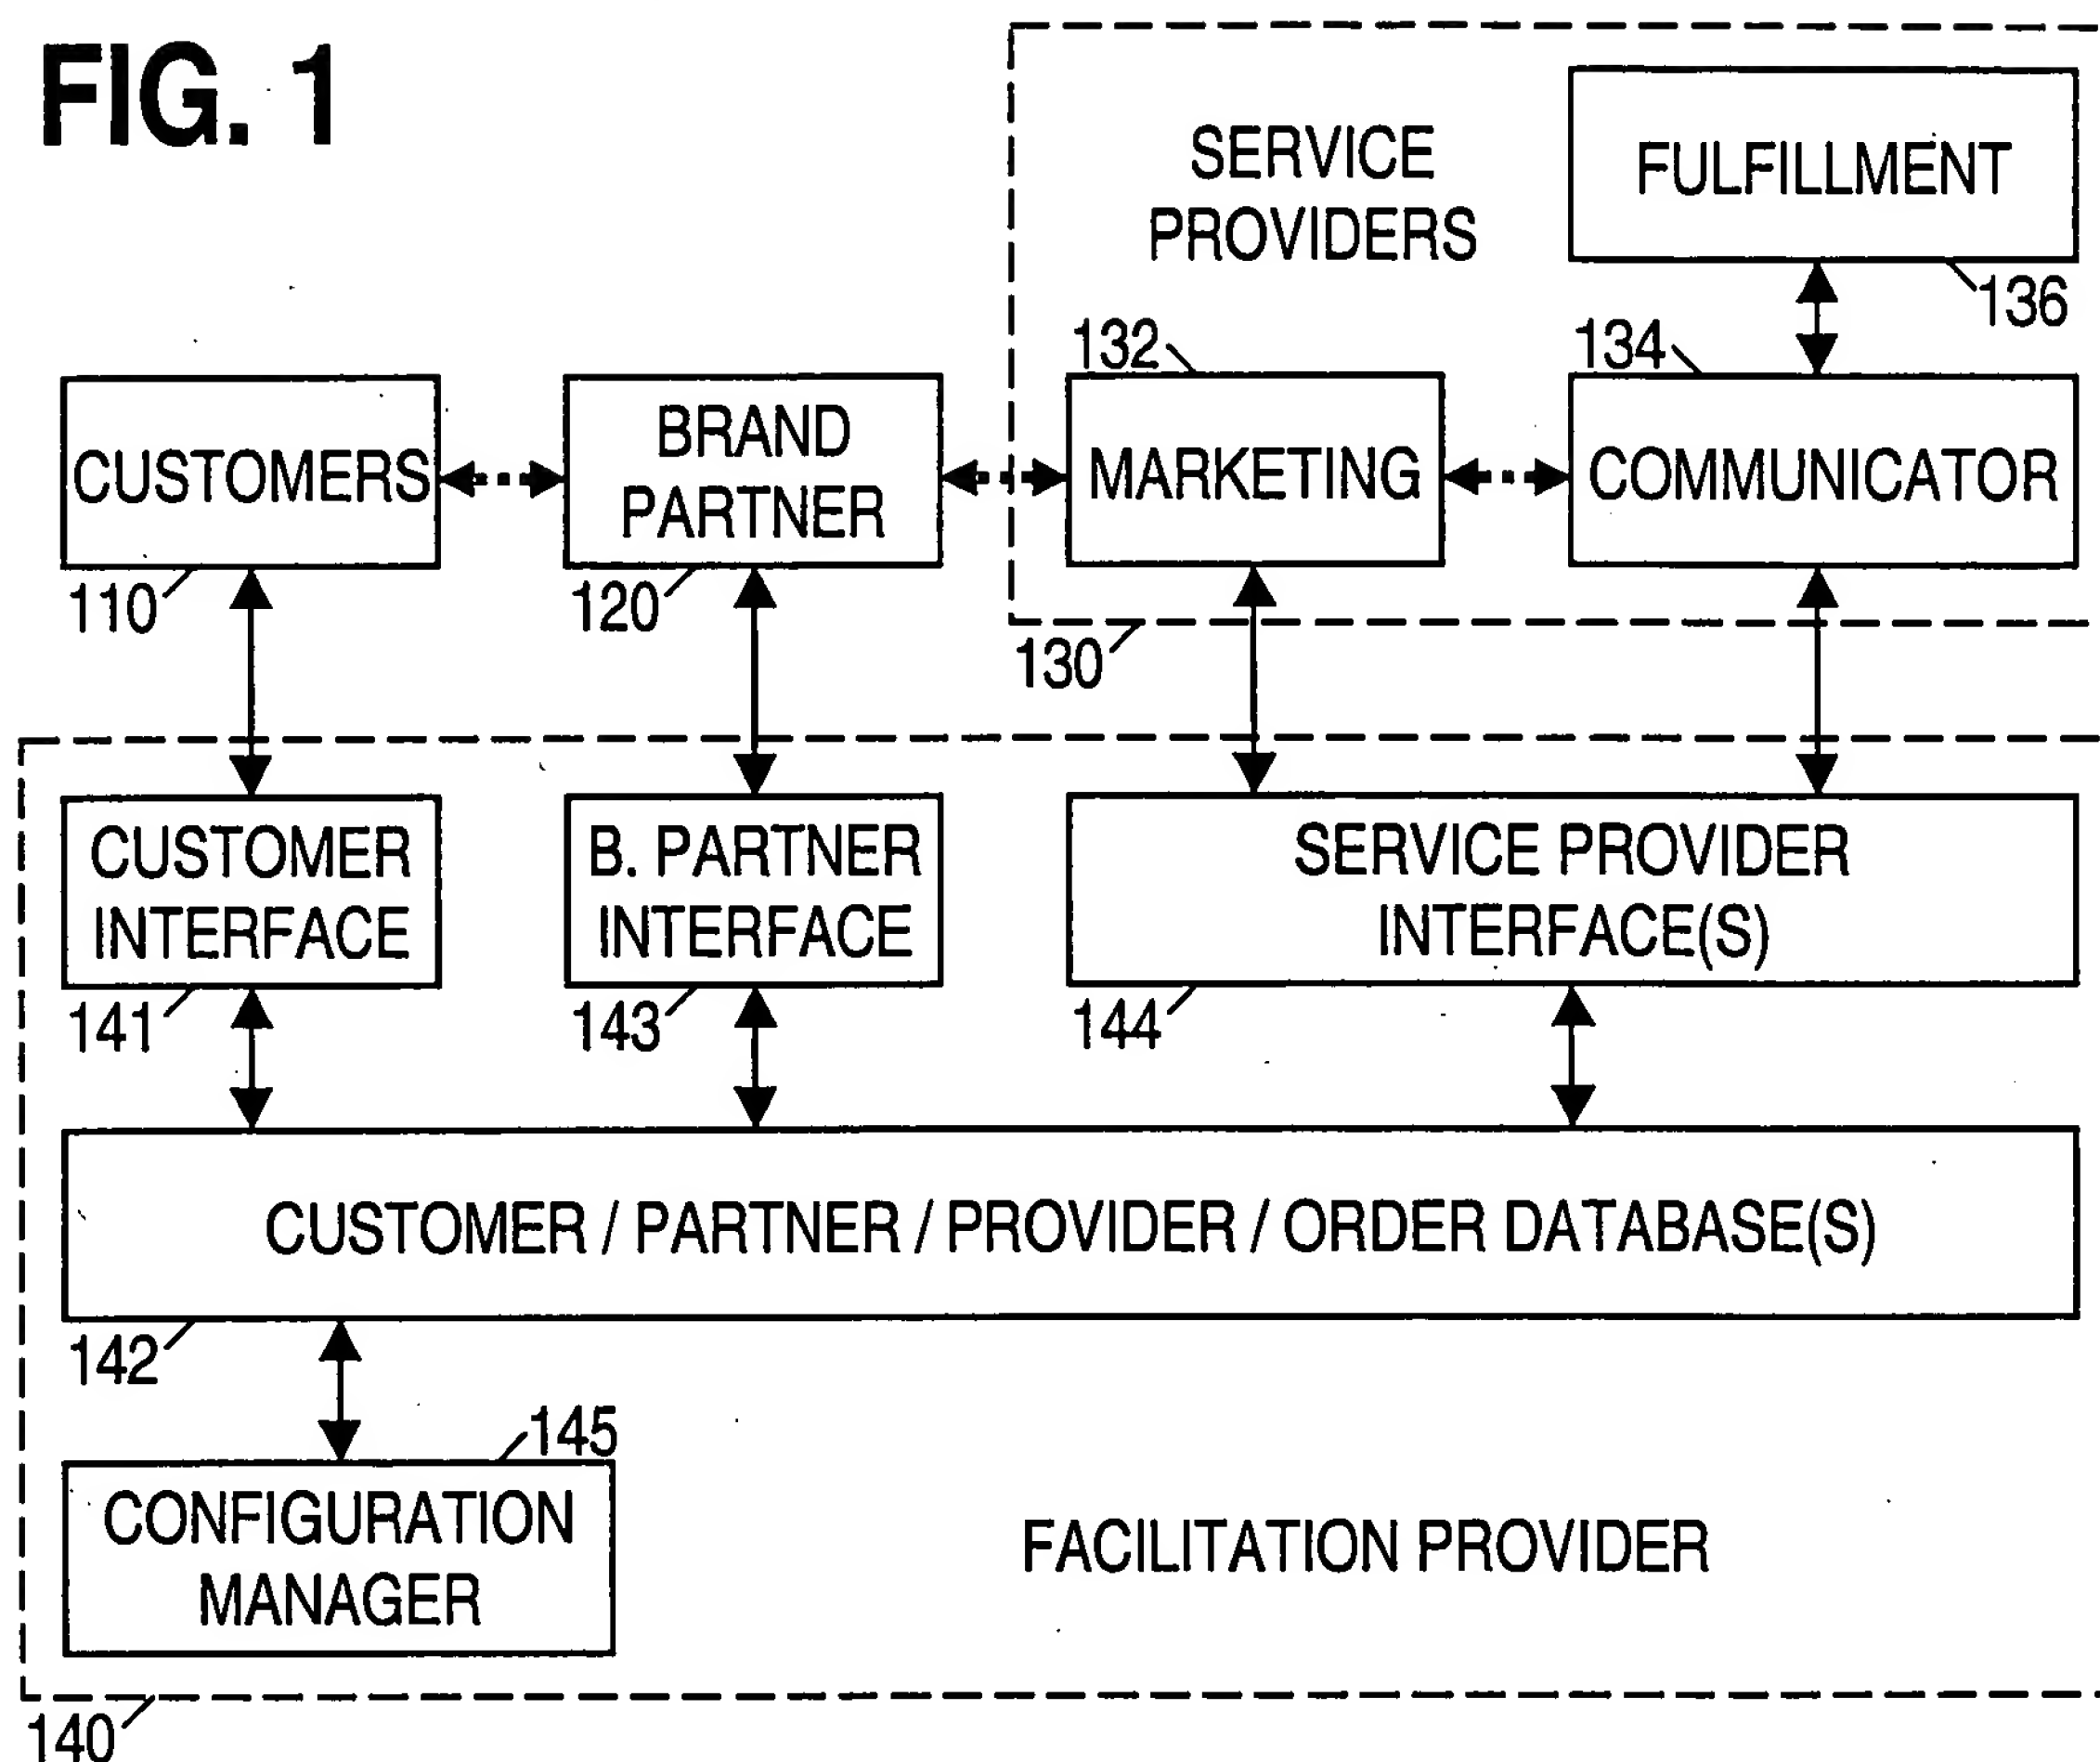 FIG. 1
SERVICE
PROVIDERS
FULFILLMENT
136
132
134
CUSTOMERS
BRAND
PARTNER
MARKETING
COMMUNICATOR
110
120
130
CUSTOMER
INTERFACE
B. PARTNER
INTERFACE
SERVICE PROVIDER
INTERFACE(S)
141
143
144
CUSTOMER / PARTNER / PROVIDER / ORDER DATABASE(S)
142
145
CONFIGURATION
MANAGER
FACILITATION PROVIDER
140